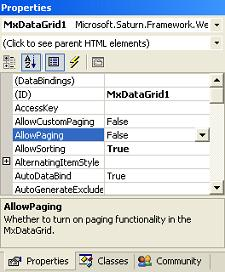 Properties
MxDataGrid1 Microsoft.Saturn.Framework.We
(Click to see parent HTML elements)
(DataBindings)
(ID) MxDataGrid1
AccessKey
AllowCustomPaging False
AllowPaging False
AllowSorting True
AlternatingItemStyle
AutoDataBind True
AutoGenerateExclude
AllowPaging
Whether to turn on paging functionality in the
MxDataGrid.
Properties Classes Community